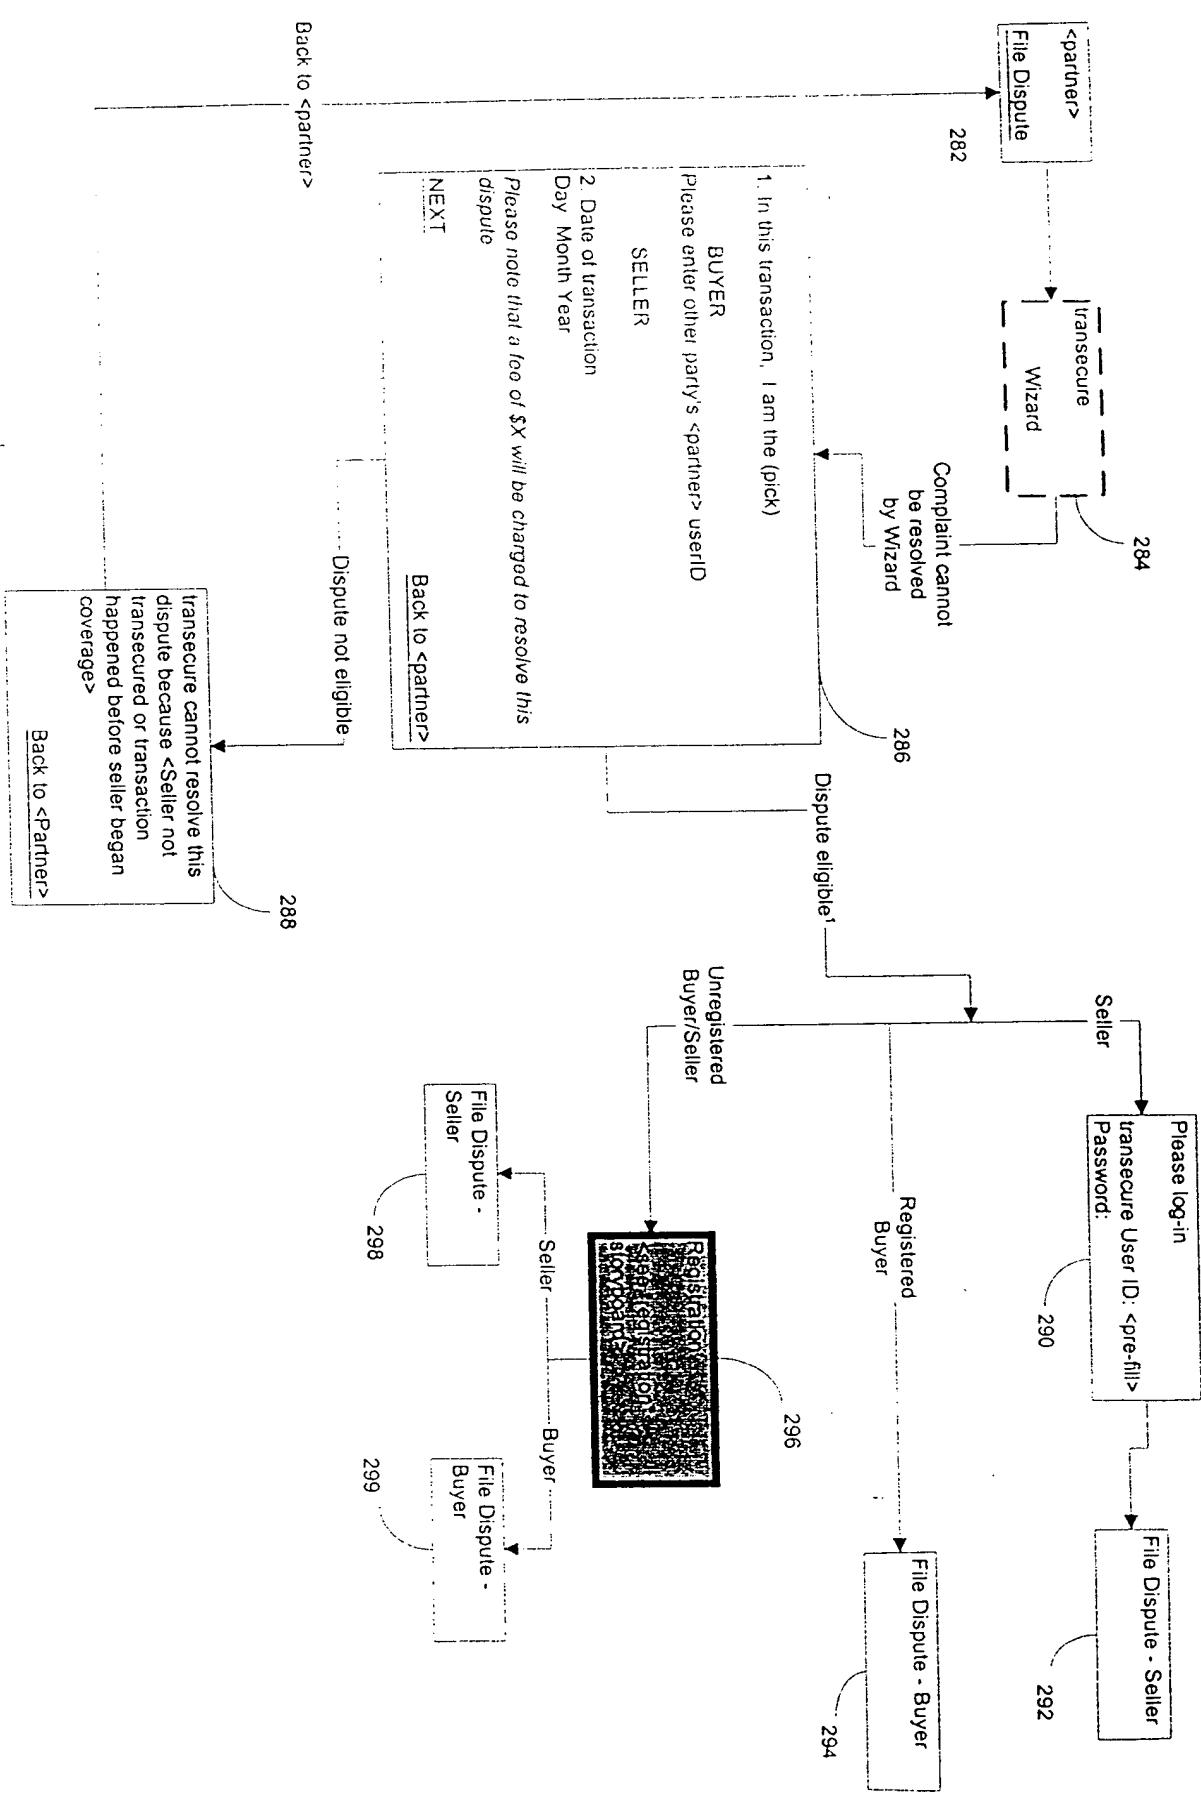 <partner>
File Dispute
282
transecure
Wizard
284
Complaint cannot
be resolved
by Wizard
1. In this transaction, I am the (pick)
BUYER
Please enter other party's <partner> userID
SELLER
2. Date of transaction
Day Month Year
Please note that a fee of $X will be charged to resolve this
dispute
NEXT
Back to <partner>
286
Back to <partner>
Dispute not eligible
transecure cannot resolve this
dispute because <Seller not
transecured or transaction
happened before seller began
coverage>
Back to <Partner>
288
Dispute eligible1
Seller
Please log-in
transecure User ID: <pre-fill>
Password:
290
File Dispute - Seller
292
Registered
Buyer
File Dispute - Buyer
294
Unregistered
Buyer/Seller
Registration
<see registration
storyboards
296
Seller
File Dispute -
Seller
298
Buyer
File Dispute -
Buyer
299